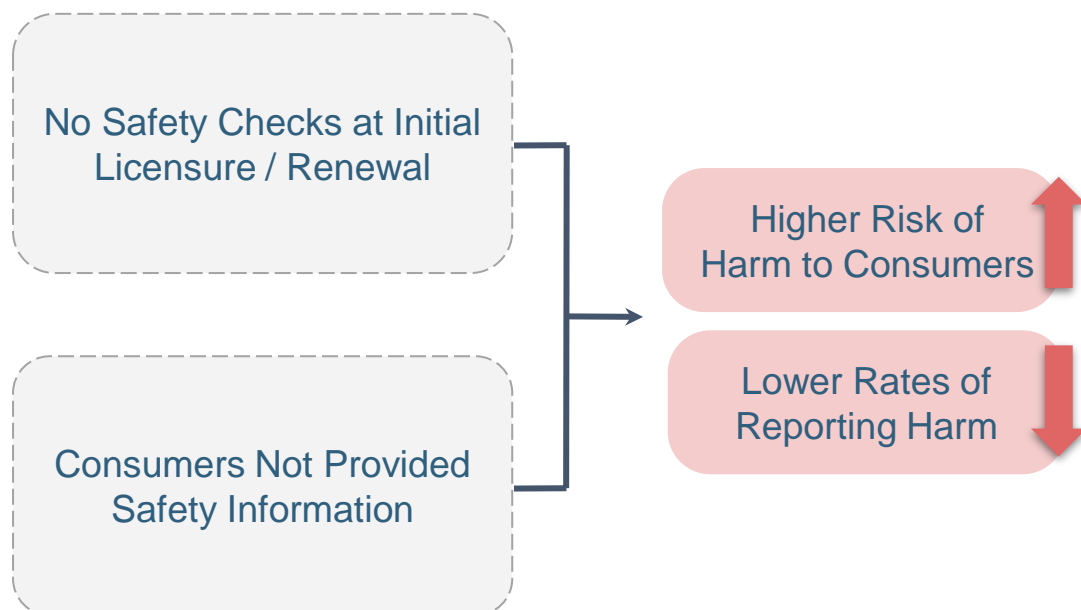 No Safety Checks at Initial
Licensure / Renewal
Higher Risk of
Harm to Consumers
Lower Rates of
Reporting Harm
Consumers Not Provided
Safety Information